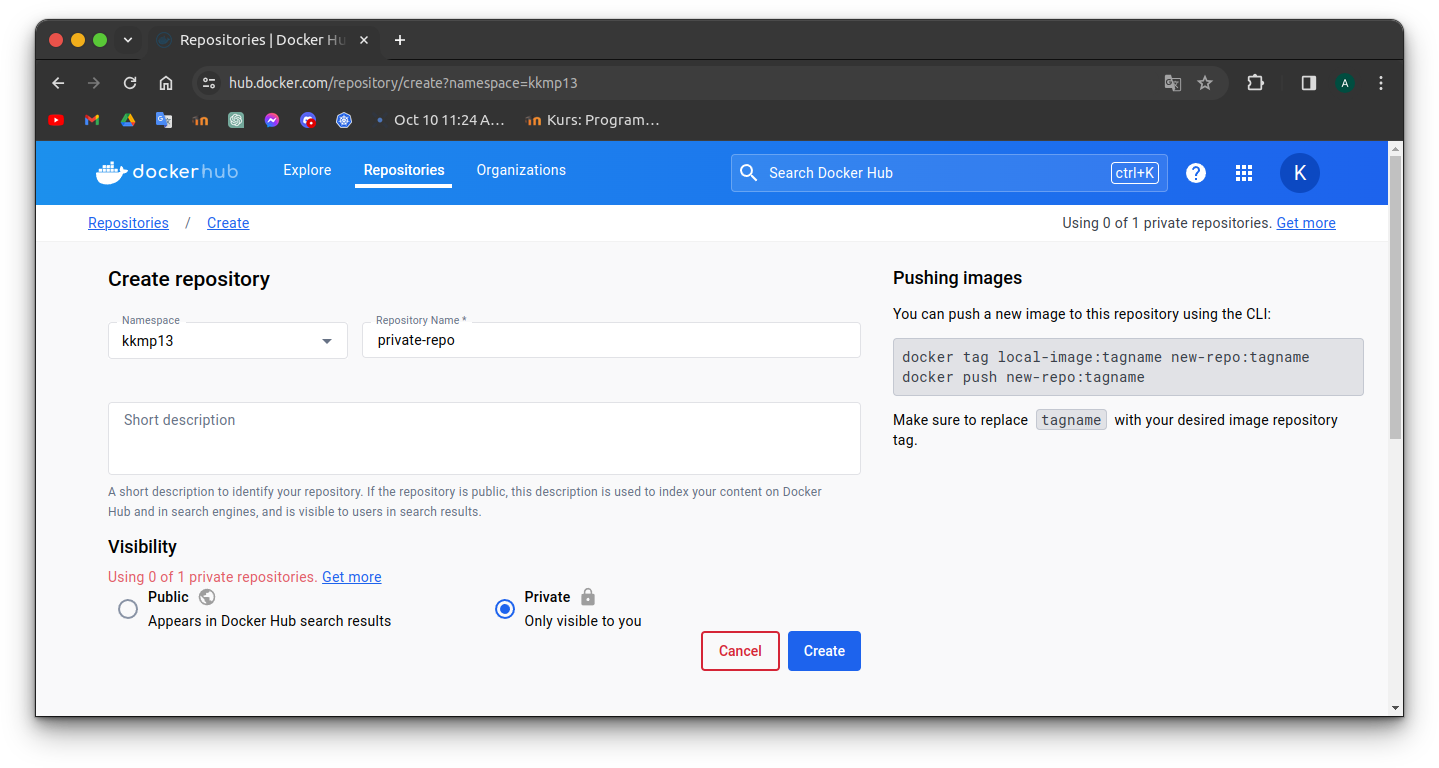 Repositories | Docker Hu
hub.docker.com/repository/create?namespace=kkmp13
A
Oct 10 11:24 A...
Kurs: Program...
dockerhub
Explore
Repositories
Organizations
Search Docker Hub
ctrl+K
K
Repositories / Create
Using 0 of 1 private repositories. Get more
Create repository
Namespace
kkmp13
Repository Name *
private-repo
Short description
A short description to identify your repository. If the repository is public, this description is used to index your content on Docker
Hub and in search engines, and is visible to users in search results.
Visibility
Using 0 of 1 private repositories. Get more
Public
Appears in Docker Hub search results
Private
Only visible to you
Cancel
Create
Pushing images
You can push a new image to this repository using the CLI:
docker tag local-image:tagname new-repo:tagname
docker push new-repo:tagname
Make sure to replace tagname with your desired image repository
tag.